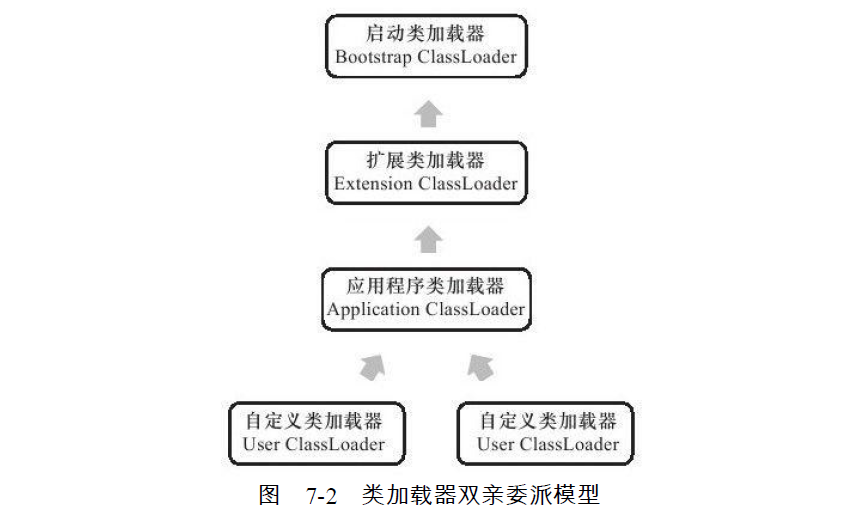 启动类加载器
Bootstrap ClassLoader
扩展类加载器
Extension ClassLoader
应用程序类加载器
Application ClassLoader
自定义类加载器
User ClassLoader
自定义类加载器
User ClassLoader
图 7-2 类加载器双亲委派模型